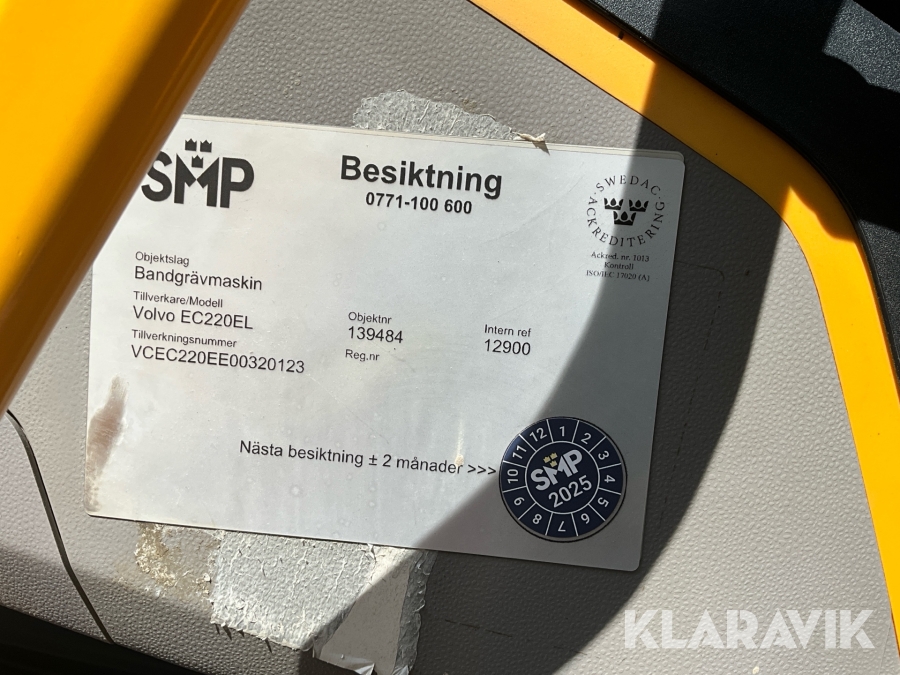 SMP
Besiktning
0771-100 600
SWEDAC
ACKREDITERING
Ackred. nr. 1013
Kontroll
ISO/IEC 17020 (A)
Objektslag
Bandgrävmaskin
Tillverkare/Modell
Volvo EC220EL
Objektnr
139484
Intern ref
12900
Tillverkningsnummer
VCEC220EE00320123
Reg.nr
Nästa besiktning ± 2 månader >>>
12 1 2 3 4 5 6 7 8 9 10 11
SMP
2025
KLARAVIK